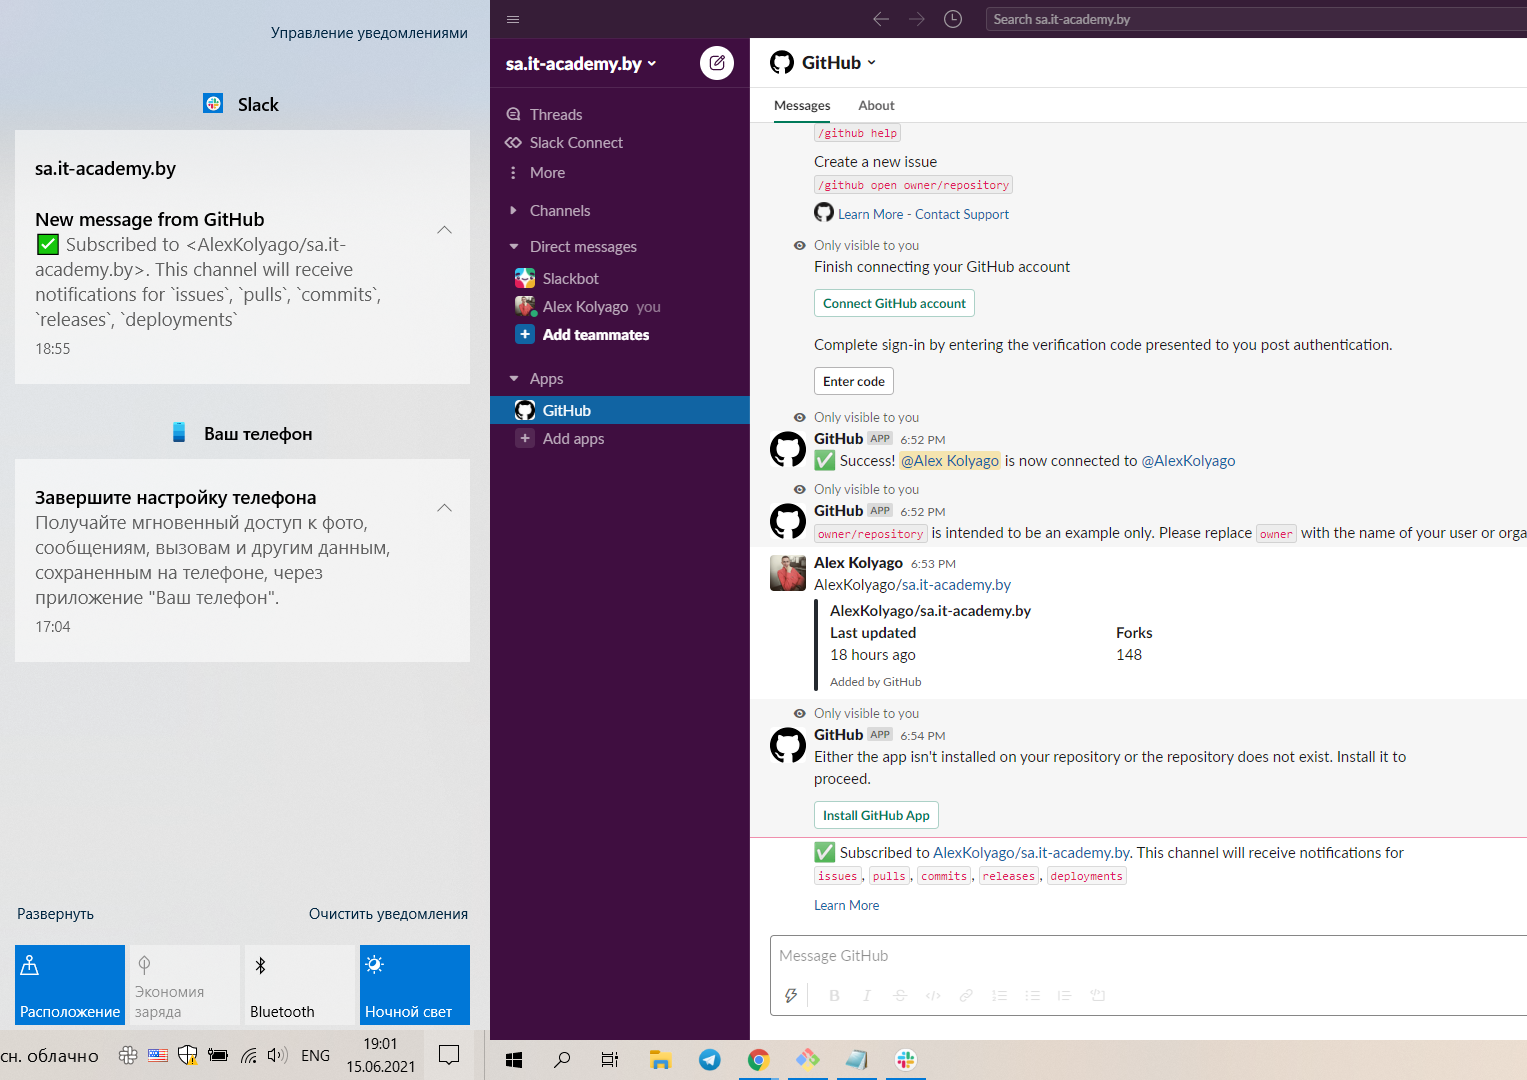 Управление уведомлениями
Slack
sa.it-academy.by
New message from GitHub
✅ Subscribed to <AlexKolyago/sa.it-
academy.by>. This channel will receive
notifications for `issues`, `pulls`, `commits`,
`releases`, `deployments`
18:55
Ваш телефон
Завершите настройку телефона
Получайте мгновенный доступ к фото,
сообщениям, вызовам и другим данным,
сохраненным на телефоне, через
приложение "Ваш телефон".
17:04
Развернуть
Очистить уведомления
Расположение
Экономия
заряда
Bluetooth
Ночной свет
сн. облачно
ENG
19:01
15.06.2021
Search sa.it-academy.by
sa.it-academy.by
Threads
Slack Connect
More
Channels
Direct messages
Slackbot
Alex Kolyago you
Add teammates
Apps
GitHub
Add apps
GitHub
Messages About
/github help
Create a new issue
/github open owner/repository
Learn More - Contact Support
Only visible to you
Finish connecting your GitHub account
Connect GitHub account
Complete sign-in by entering the verification code presented to you post authentication.
Enter code
Only visible to you
GitHub APP 6:52 PM
✅ Success! @Alex Kolyago is now connected to @AlexKolyago
Only visible to you
GitHub APP 6:52 PM
owner/repository is intended to be an example only. Please replace owner with the name of your user or orga
Alex Kolyago 6:53 PM
AlexKolyago/sa.it-academy.by
AlexKolyago/sa.it-academy.by
Last updated Forks
18 hours ago 148
Added by GitHub
Only visible to you
GitHub APP 6:54 PM
Either the app isn't installed on your repository or the repository does not exist. Install it to
proceed.
Install GitHub App
✅ Subscribed to AlexKolyago/sa.it-academy.by. This channel will receive notifications for
issues, pulls, commits, releases, deployments
Learn More
Message GitHub